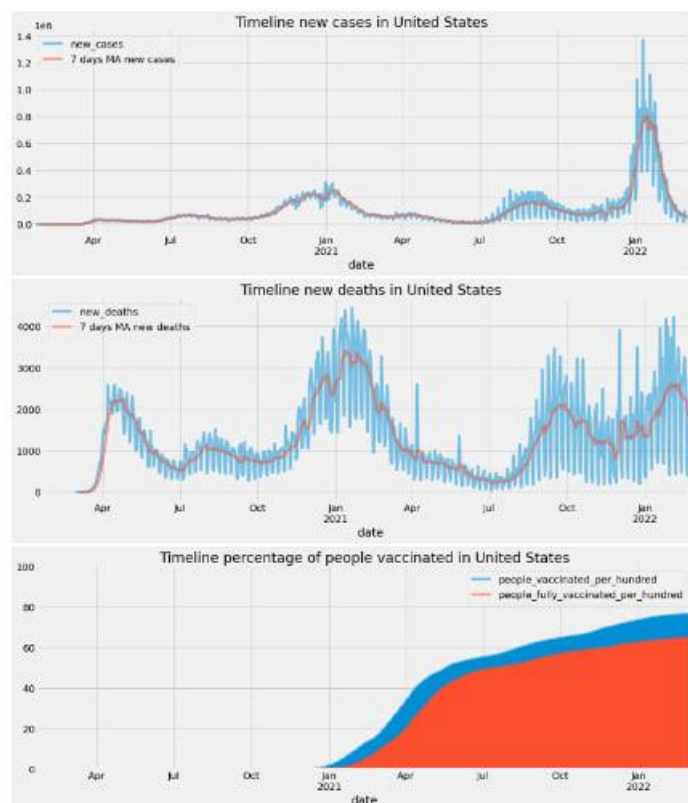 Timeline new cases in United States
1e6
new_cases
7 days MA new cases
1.4
1.2
1.0
0.8
0.6
0.4
0.2
0.0
Apr Jul Oct Jan Apr Jul Oct Jan
2021 2022
date
Timeline new deaths in United States
new_deaths
7 days MA new deaths
4000
3000
2000
1000
0
Apr Jul Oct Jan Apr Jul Oct Jan
2021 2022
date
Timeline percentage of people vaccinated in United States
100
people_vaccinated_per_hundred
people_fully_vaccinated_per_hundred
80
60
40
20
0
Apr Jul Oct Jan Apr Jul Oct Jan
2021 2022
date